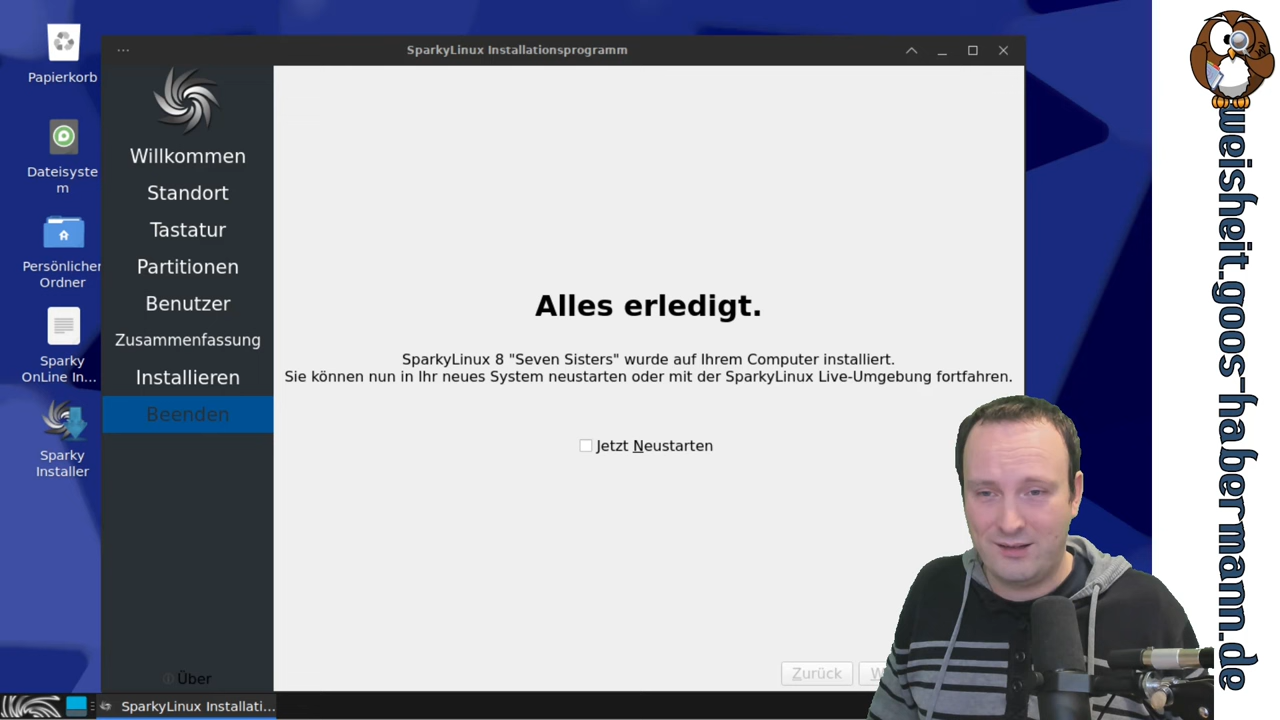 Papierkorb
Dateisyste
m
Persönlicher
Ordner
Sparky
OnLine In...
Sparky
Installer
...
SparkyLinux Installationsprogramm
Willkommen
Standort
Tastatur
Partitionen
Benutzer
Zusammenfassung
Installieren
Beenden
Über
Alles erledigt.
SparkyLinux 8 "Seven Sisters" wurde auf Ihrem Computer installiert.
Sie können nun in Ihr neues System neustarten oder mit der SparkyLinux Live-Umgebung fortfahren.
Jetzt Neustarten
Zurück
SparkyLinux Installati...
weisheit.goos-habermann.de